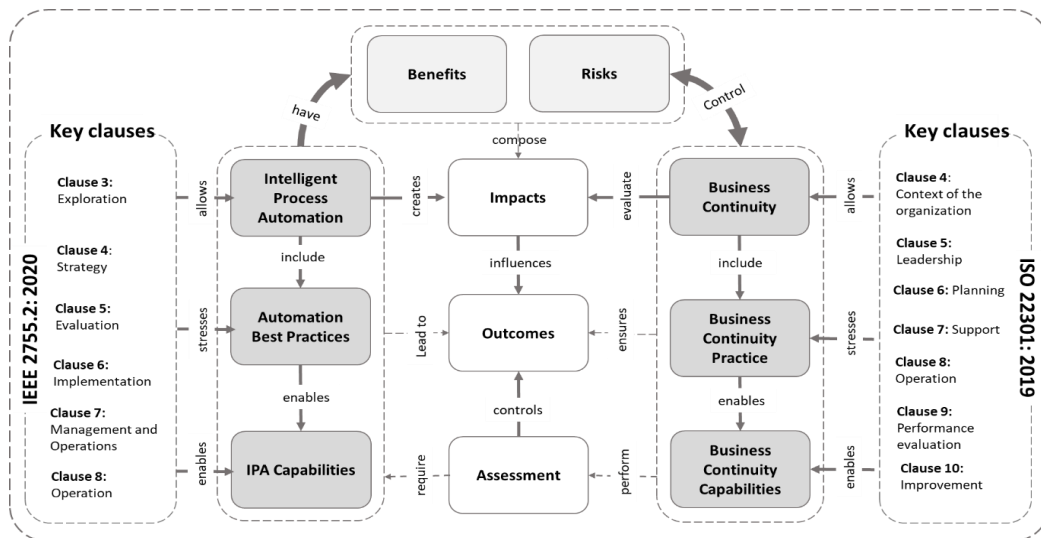 Benefits
Risks
have
Control
compose
Key clauses
IEEE 2755.2: 2020
Clause 3:
Exploration
Clause 4:
Strategy
Clause 5:
Evaluation
Clause 6:
Implementation
Clause 7:
Management and
Operations
Clause 8:
Operation
allows
stresses
enables
Intelligent
Process
Automation
include
Automation
Best Practices
enables
IPA Capabilities
creates
Lead to
require
Impacts
influences
Outcomes
controls
Assessment
evaluate
ensures
perform
Business
Continuity
include
Business
Continuity
Practice
enables
Business
Continuity
Capabilities
allows
stresses
enables
Key clauses
Clause 4:
Context of the
organization
Clause 5:
Leadership
Clause 6: Planning
Clause 7: Support
Clause 8:
Operation
Clause 9:
Performance
evaluation
Clause 10:
Improvement
ISO 22301: 2019